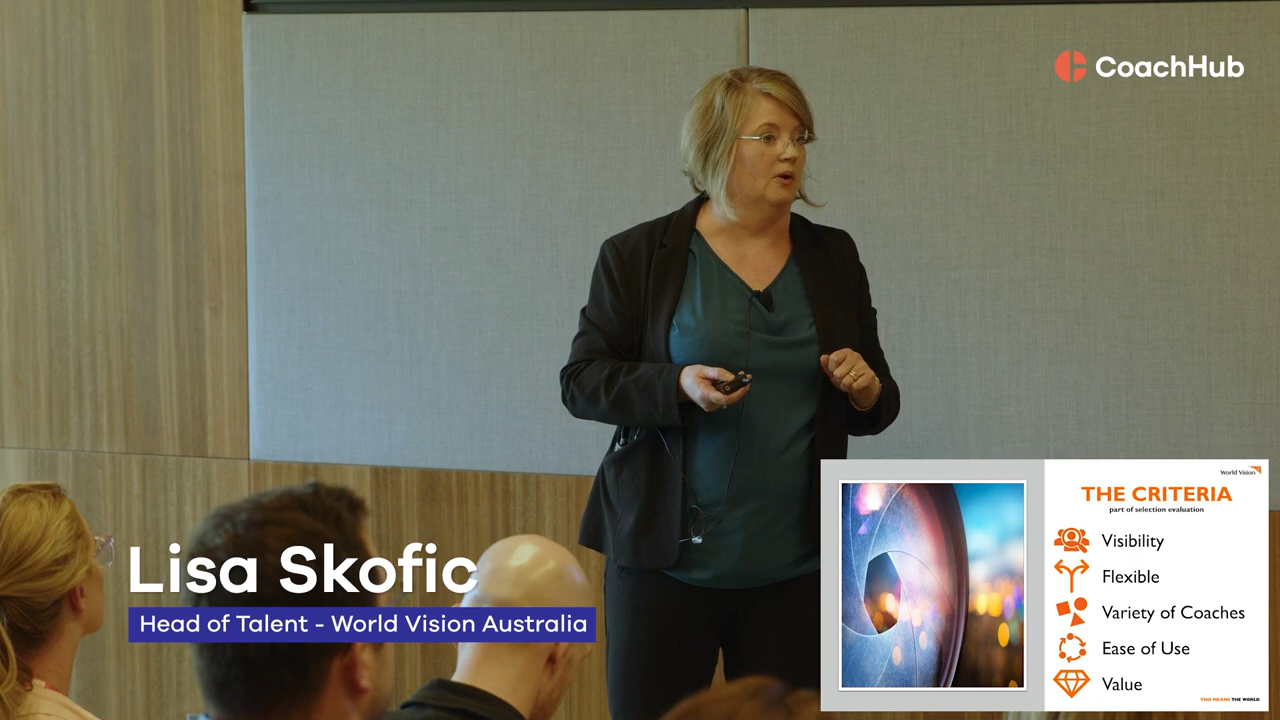 CoachHub
Lisa Skofic
Head of Talent - World Vision Australia
World Vision
THE CRITERIA
part of selection evaluation
Visibility
Flexible
Variety of Coaches
Ease of Use
Value
THIS MEANS THE WORLD